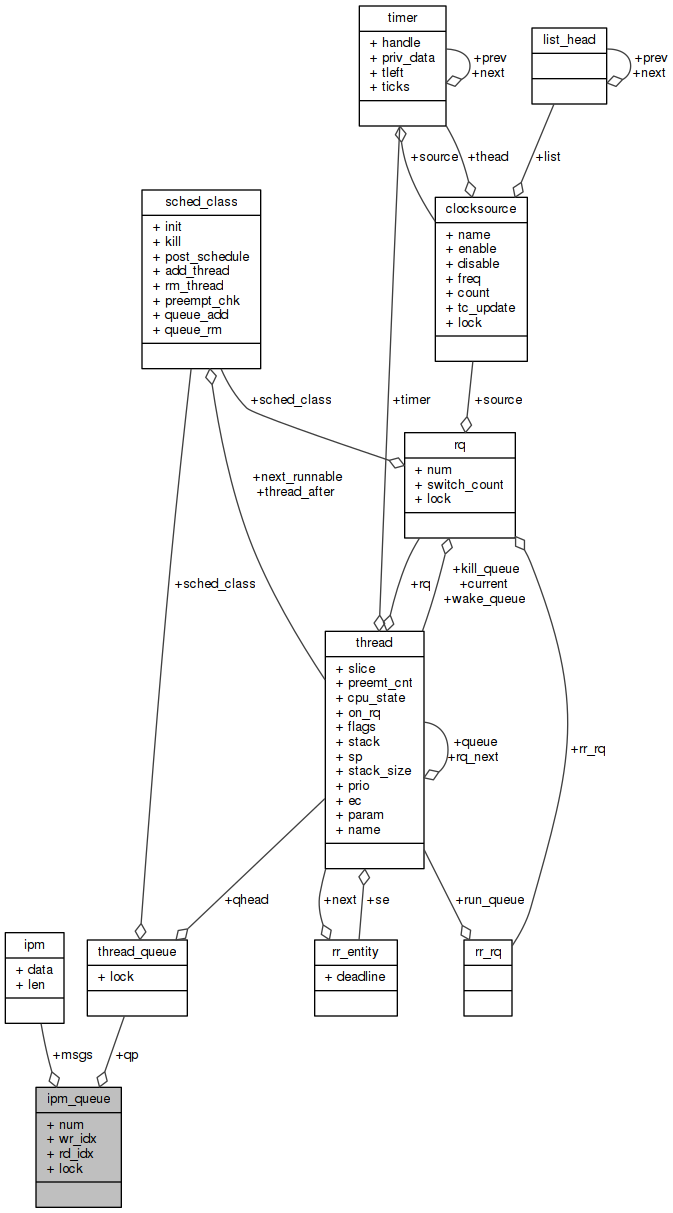 timer
+ handle
+ priv_data
+ tleft
+ ticks
+prev
+next
list_head
+prev
+next
+source
+thead
+list
sched_class
+ init
+ kill
+ post_schedule
+ add_thread
+ rm_thread
+ preempt_chk
+ queue_add
+ queue_rm
clocksource
+ name
+ enable
+ disable
+ freq
+ count
+ tc_update
+ lock
+sched_class
+timer
+source
rq
+ num
+ switch_count
+ lock
+next_runnable
+thread_after
+sched_class
+rq
+kill_queue
+current
+wake_queue
thread
+ slice
+ preemt_cnt
+ cpu_state
+ on_rq
+ flags
+ stack
+ sp
+ stack_size
+ prio
+ ec
+ param
+ name
+queue
+rq_next
+rr_rq
+qhead
+next
+se
+run_queue
ipm
+ data
+ len
thread_queue
+ lock
rr_entity
+ deadline
rr_rq
+msgs
+qp
ipm_queue
+ num
+ wr_idx
+ rd_idx
+ lock